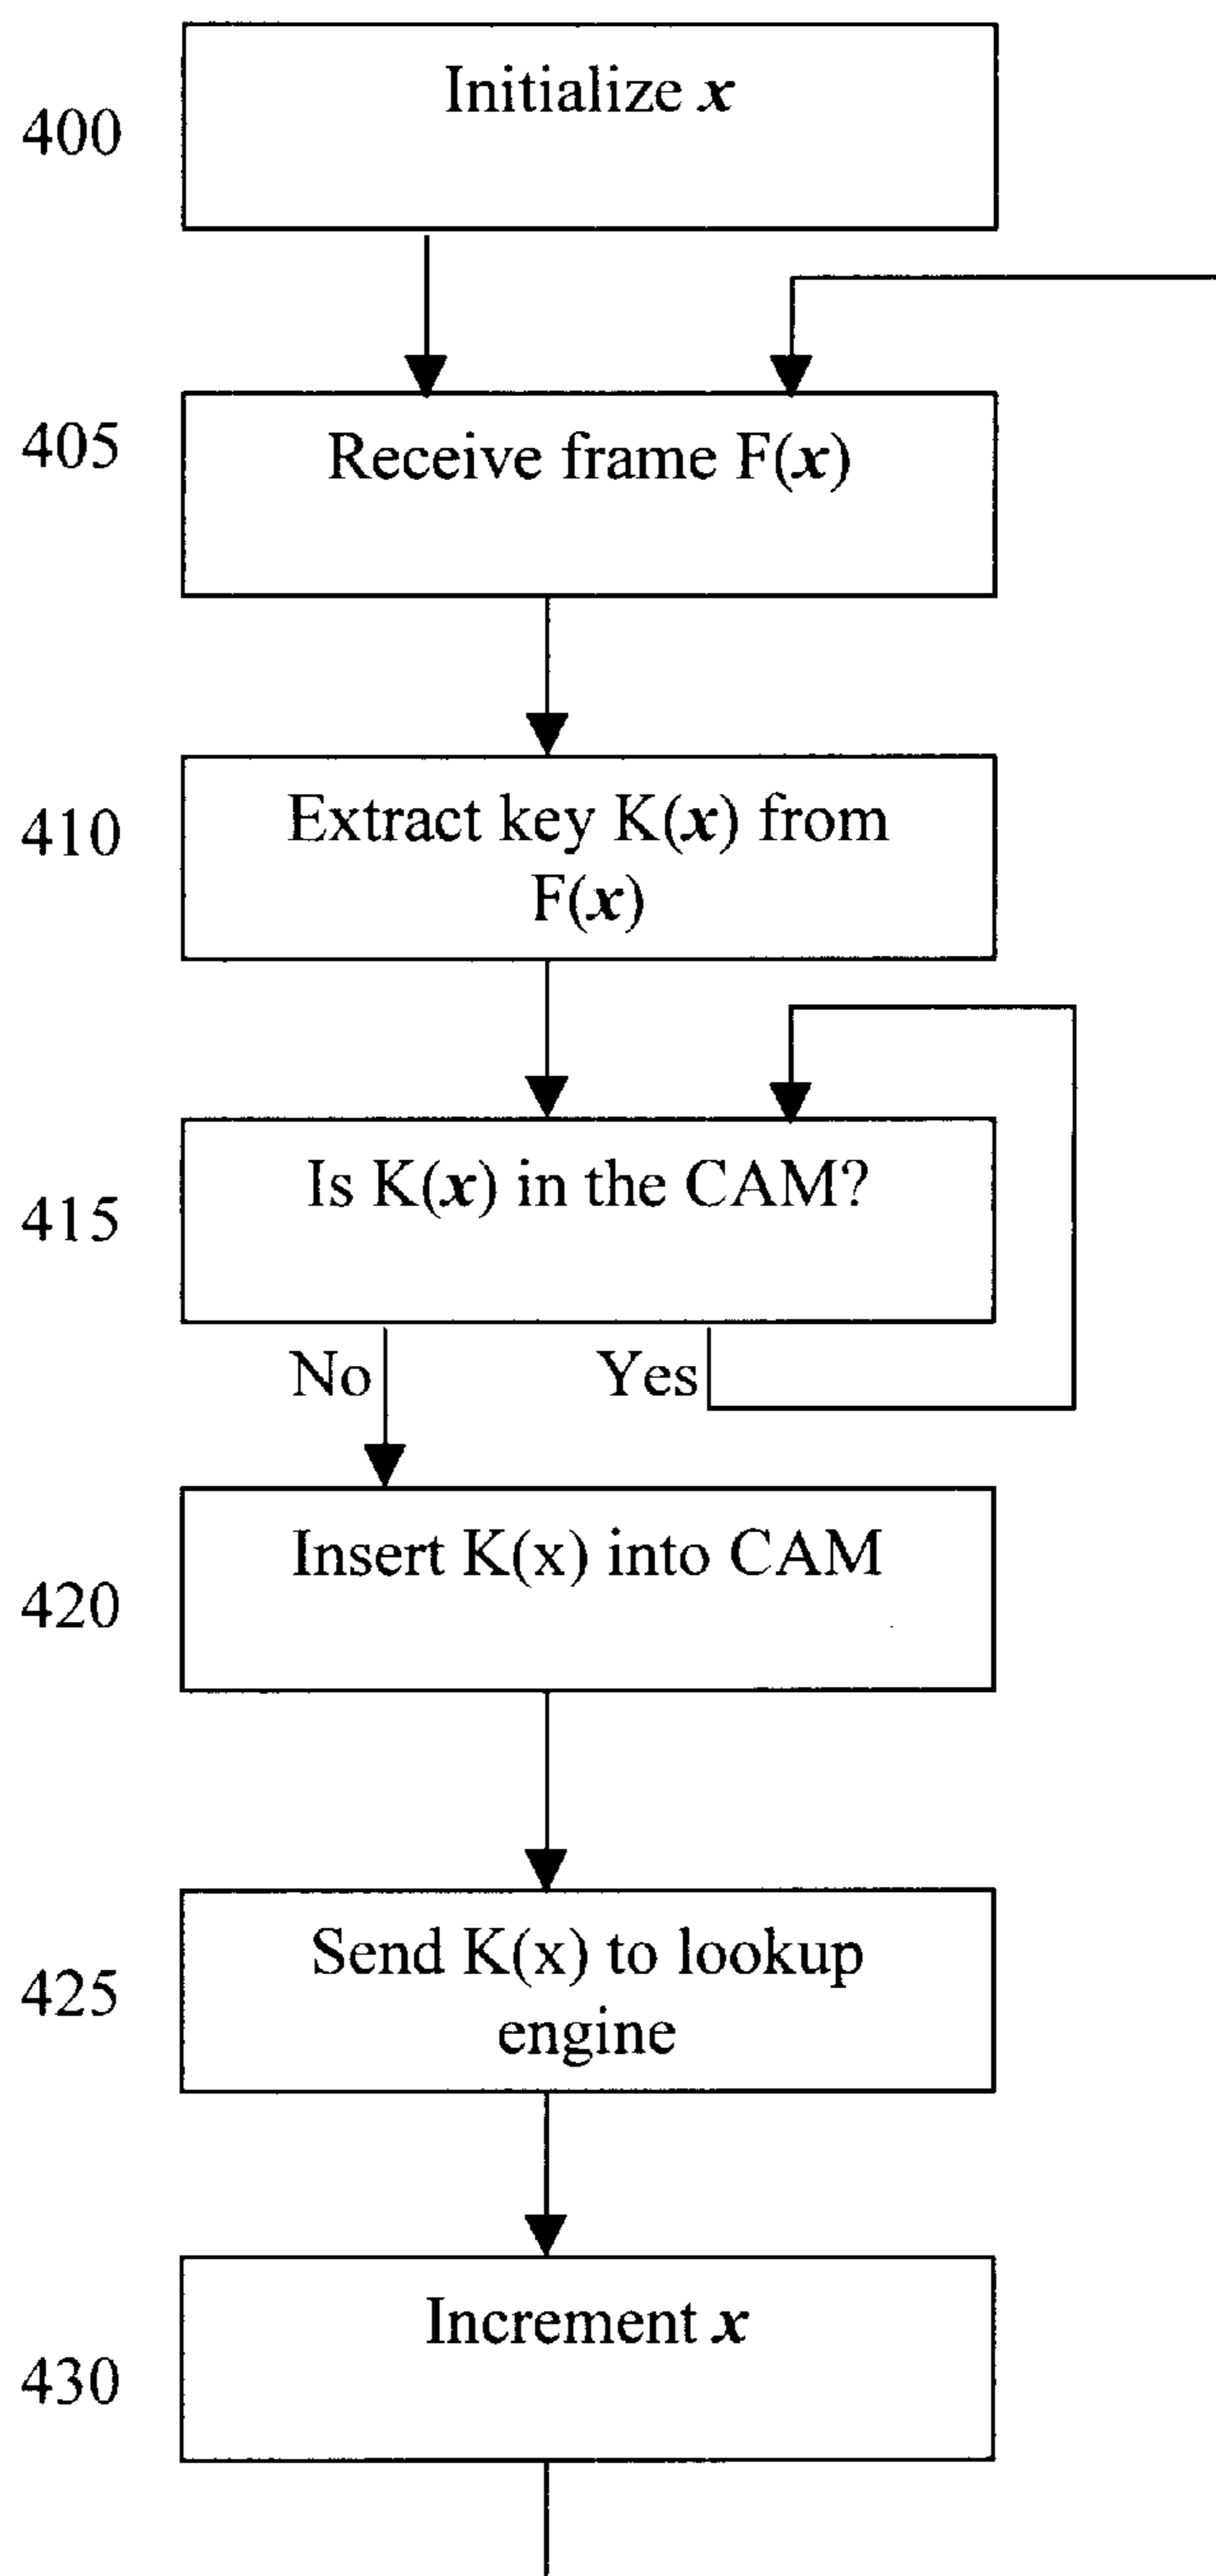 400
Initialize x
405
Receive frame F(x)
410
Extract key K(x) from
F(x)
415
Is K(x) in the CAM?
No
Yes
420
Insert K(x) into CAM
425
Send K(x) to lookup
engine
430
Increment x